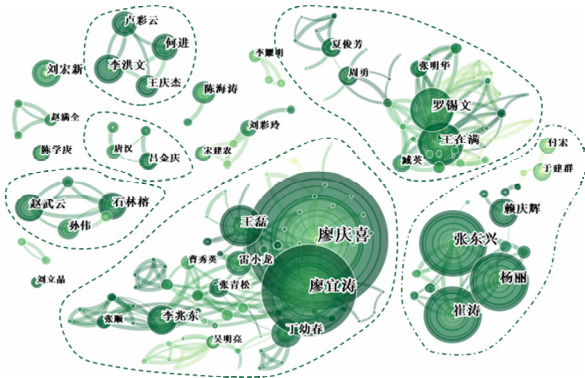 卢彩云
何进
李洪文
王庆杰
刘宏新
李耀明
夏俊芳
周勇
张明华
陈海涛
罗锡文
王在满
臧英
赵满全
刘彩玲
唐汉
吕金庆
宋建农
陈学庚
付宏
于建群
赵武云
石林榕
孙伟
刘立晶
王磊
廖庆喜
曹秀英
雷小龙
张青松
廖宜涛
张顺
李兆东
吴明亮
丁幼春
赖庆辉
张东兴
杨丽
崔涛